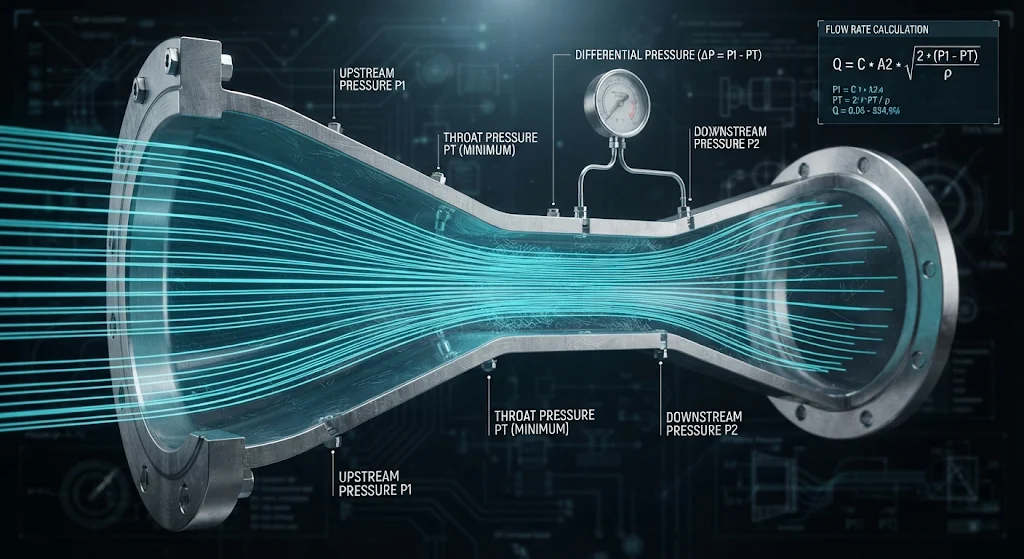 UPSTREAM
PRESSURE P1
THROAT PRESSURE
PT (MINIMUM)
DIFFERENTIAL PRESSURE (ΔP = P1 - PT)
DOWNSTREAM
PRESSURE P2
FLOW RATE CALCULATION
Q = C • A2 • √ 2 • (P1 - PT) / ρ
THROAT PRESSURE
PT (MINIMUM)
DOWNSTREAM
PRESSURE P2
UPSTREAM
PRESSURE P1